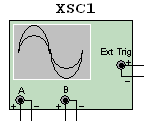 XSC1
Ext Trig
+
-
A
B
+ - + -